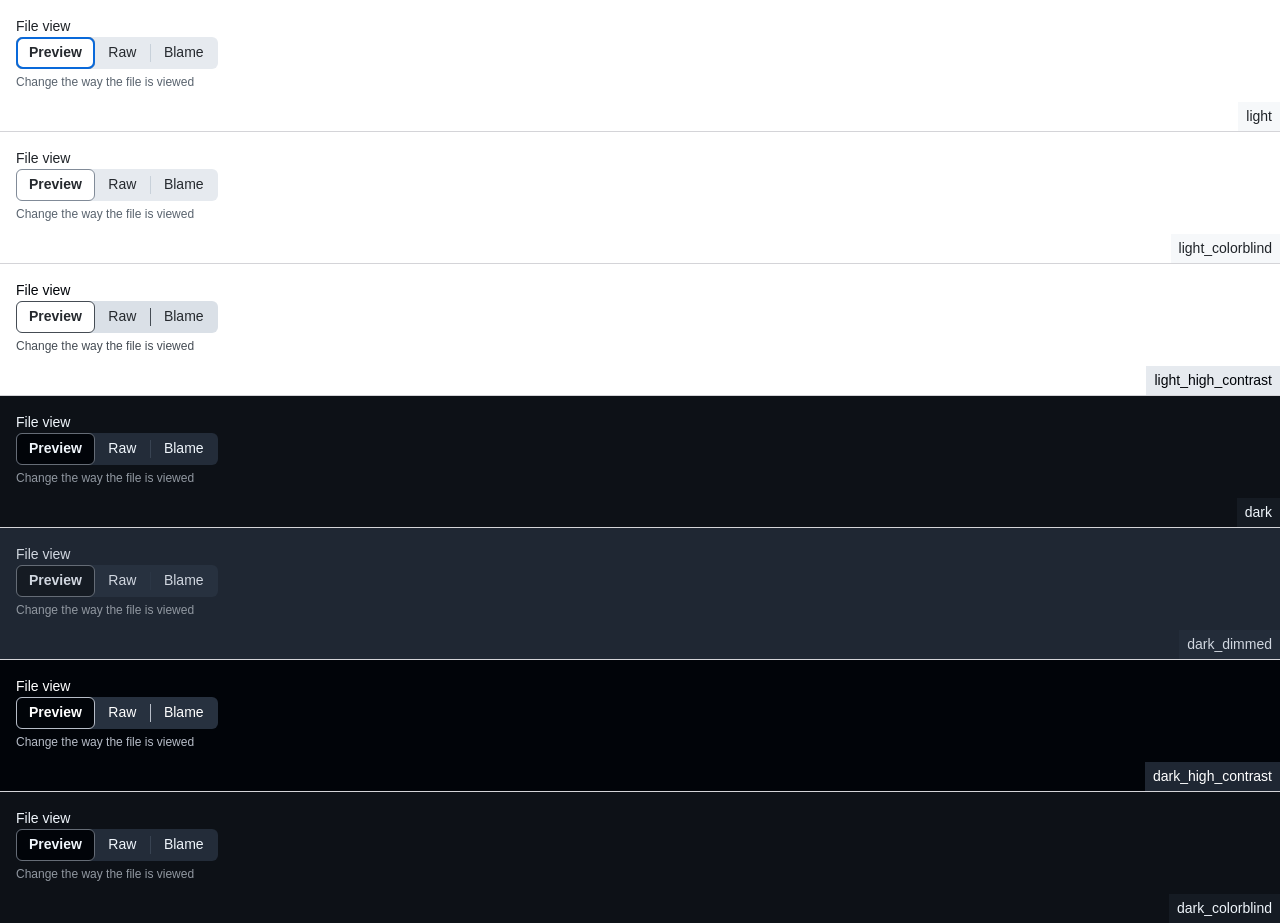 File view
Preview Raw Blame
Change the way the file is viewed
light
File view
Preview Raw Blame
Change the way the file is viewed
light_colorblind
File view
Preview Raw Blame
Change the way the file is viewed
light_high_contrast
File view
Preview Raw Blame
Change the way the file is viewed
dark
File view
Preview Raw Blame
Change the way the file is viewed
dark_dimmed
File view
Preview Raw Blame
Change the way the file is viewed
dark_high_contrast
File view
Preview Raw Blame
Change the way the file is viewed
dark_colorblind